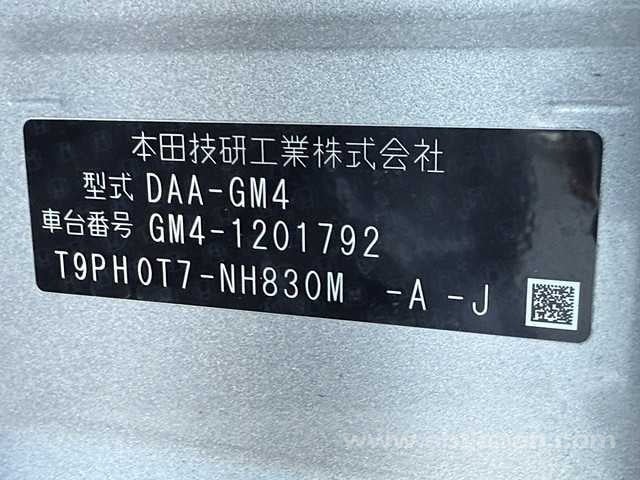 本田技研工業株式会社
型式 DAA-GM4
車台番号 GM4-1201792
T9PH0T7-NH830M -A -J